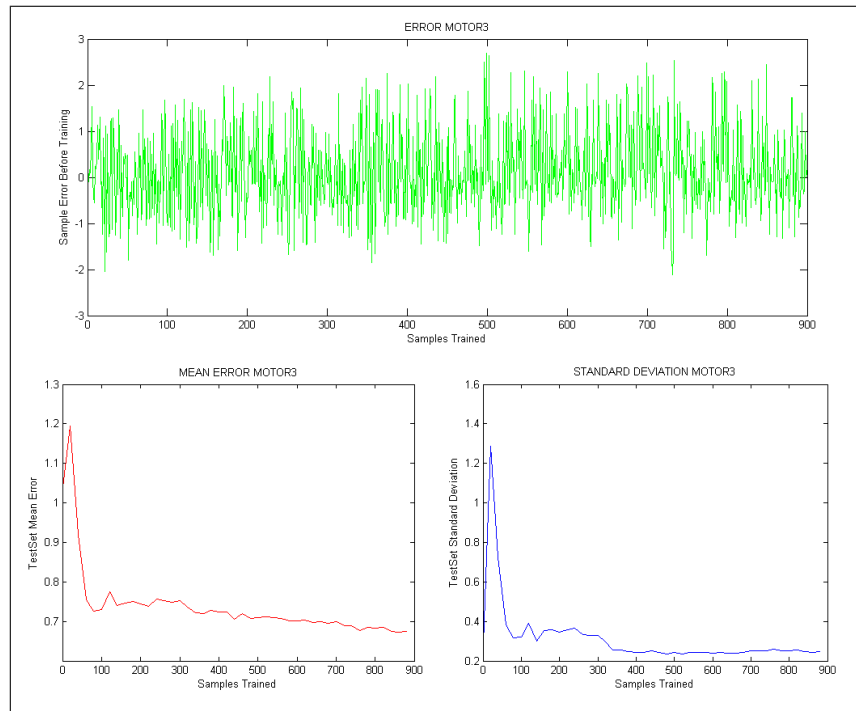 ERROR MOTOR3
Sample Error Before Training
3
2
1
0
-1
-2
-3
0 100 200 300 400 500 600 700 800 900
Samples Trained
MEAN ERROR MOTOR3
TestSet Mean Error
1.3
1.2
1.1
1
0.9
0.8
0.7
0 100 200 300 400 500 600 700 800 900
Samples Trained
STANDARD DEVIATION MOTOR3
TestSet Standard Deviation
1.6
1.4
1.2
1
0.8
0.6
0.4
0.2
0 100 200 300 400 500 600 700 800 900
Samples Trained